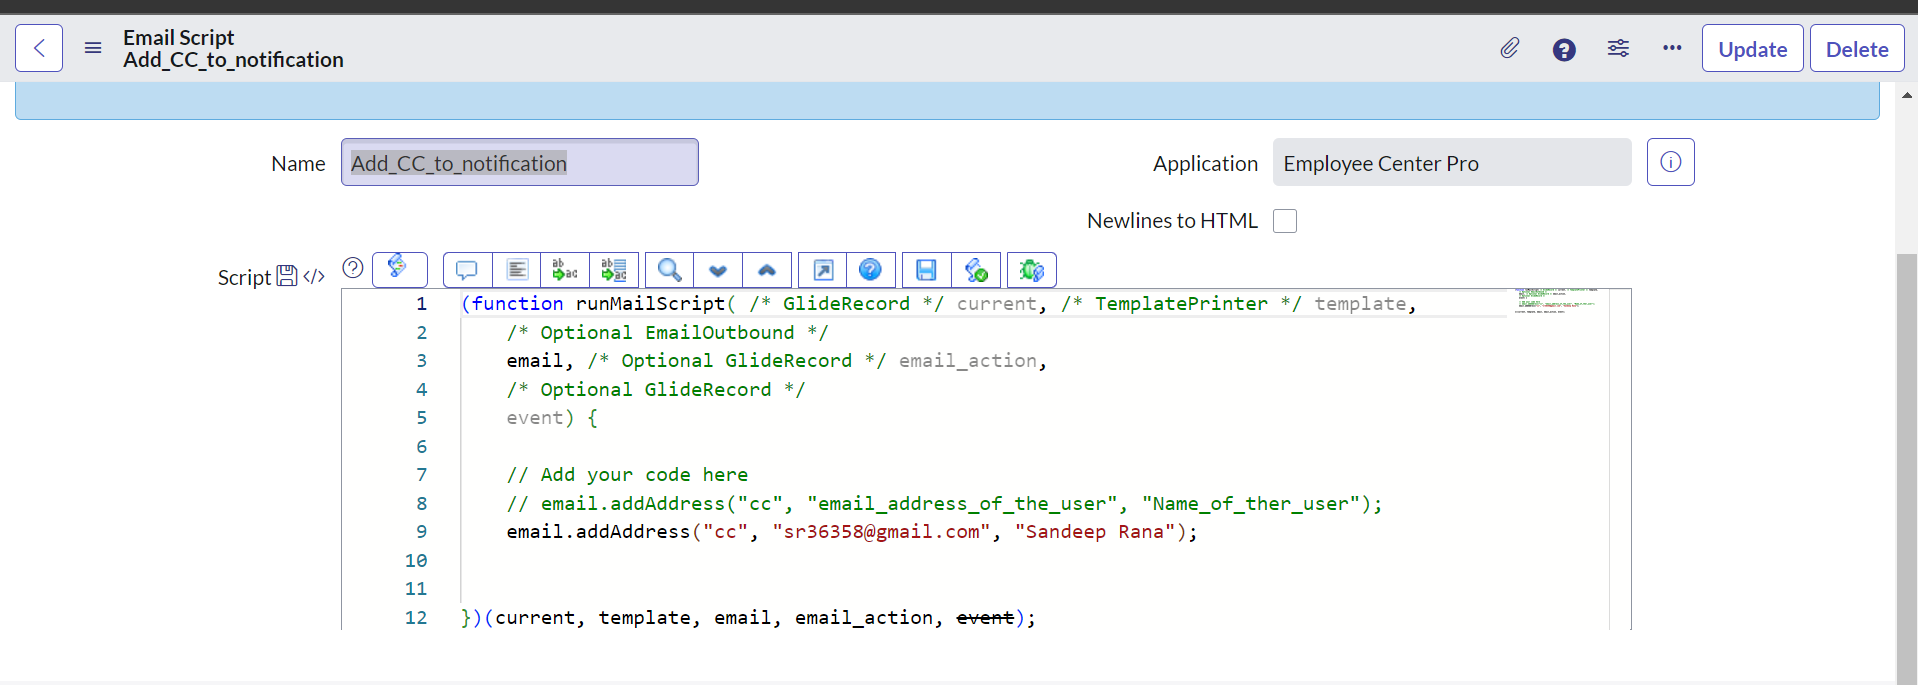 Email Script
Add_CC_to_notification
Update
Delete
Name
Add_CC_to_notification
Application
Employee Center Pro
Newlines to HTML
Script
1 (function runMailScript( /* GlideRecord */ current, /* TemplatePrinter */ template,
2 /* Optional EmailOutbound */
3 email, /* Optional GlideRecord */ email_action,
4 /* Optional GlideRecord */
5 event) {
6
7 // Add your code here
8 // email.addAddress("cc", "email_address_of_the_user", "Name_of_ther_user");
9 email.addAddress("cc", "sr36358@gmail.com", "Sandeep Rana");
10
11
12 })(current, template, email, email_action, event);